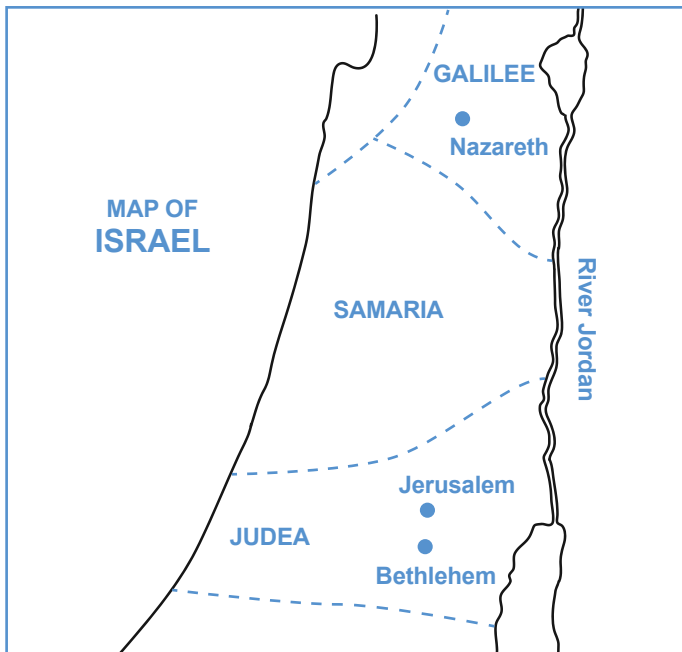 GALILEE
Nazareth
MAP OF
ISRAEL
SAMARIA
River Jordan
Jerusalem
JUDEA
Bethlehem